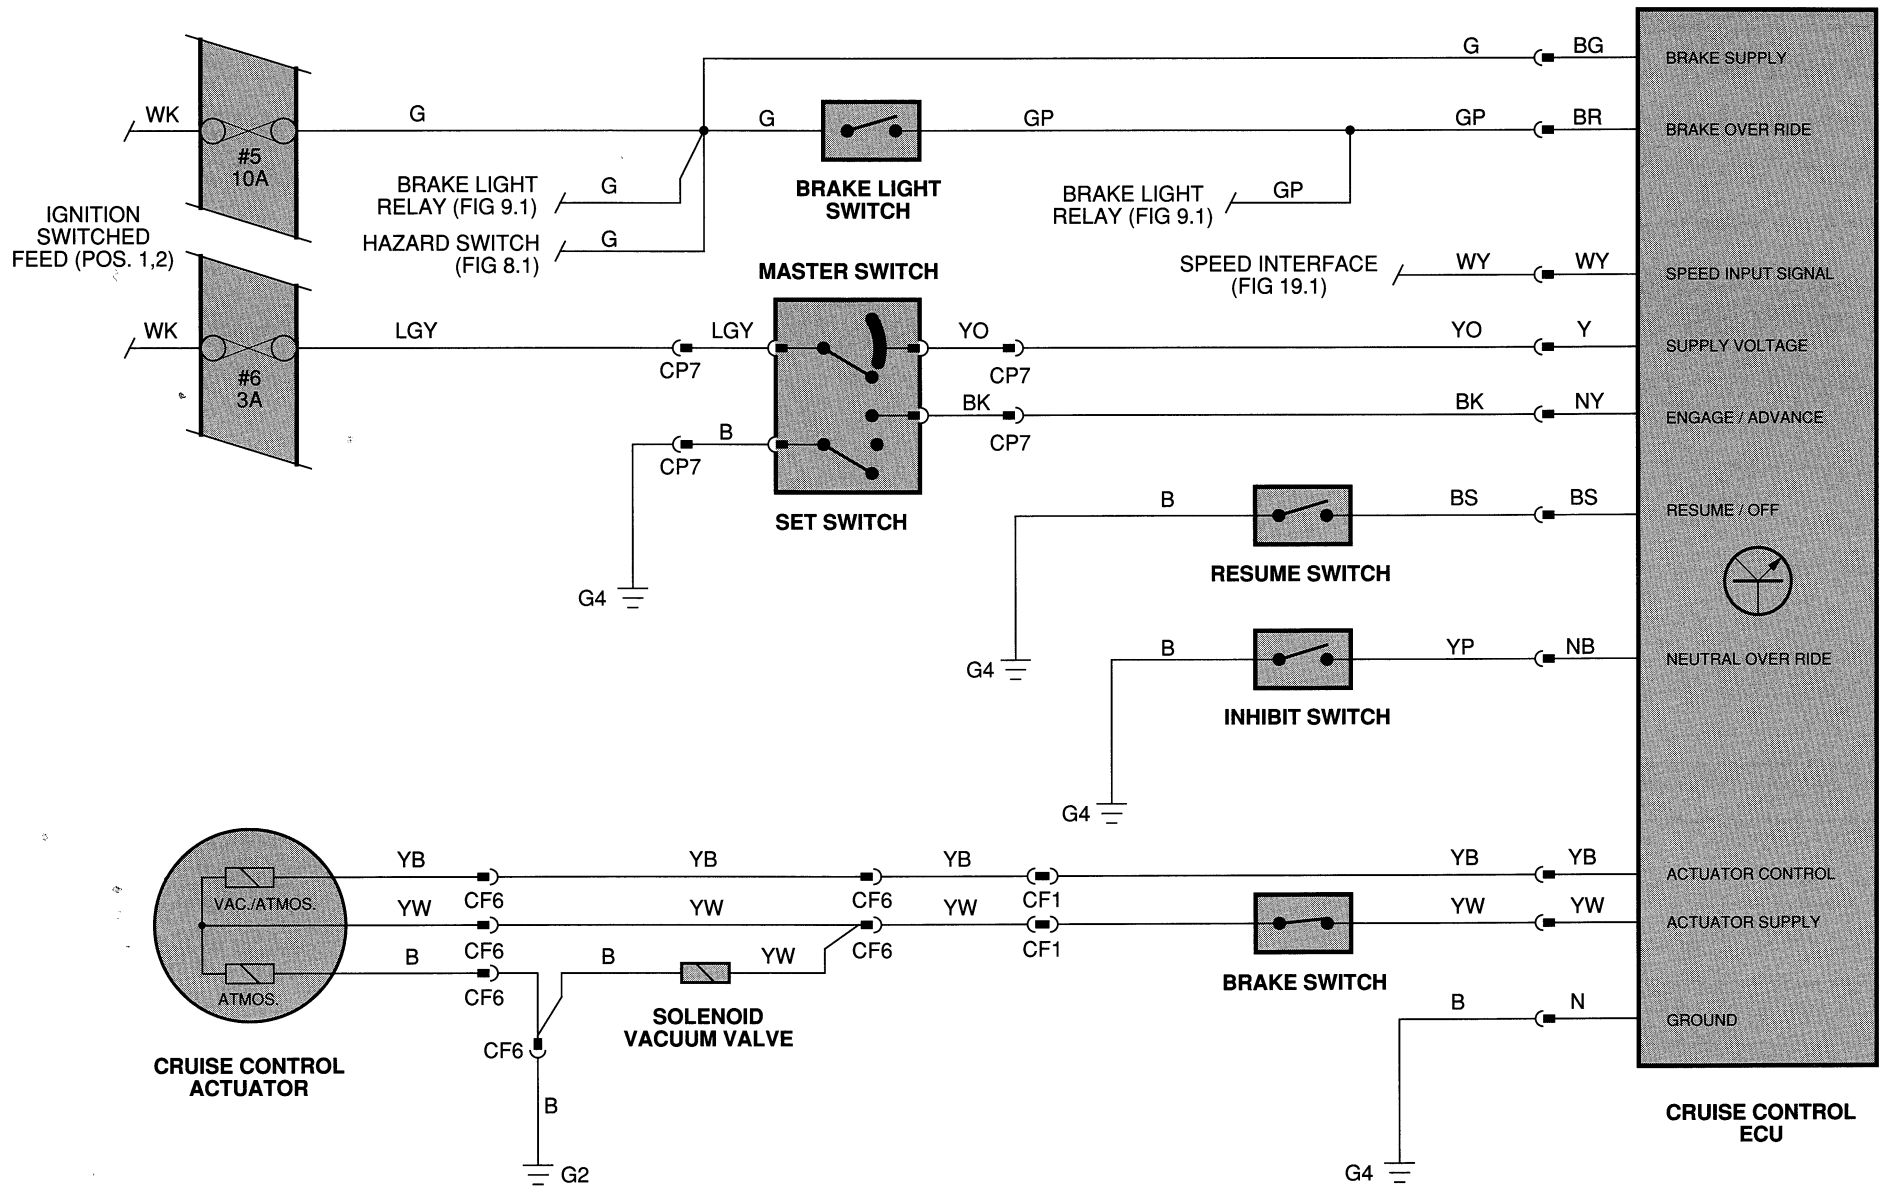 G
BG
BRAKE SUPPLY
WK
#5
10A
G
G
GP
GP
BR
BRAKE OVER RIDE
BRAKE LIGHT
RELAY (FIG 9.1)
G
BRAKE LIGHT
SWITCH
BRAKE LIGHT
RELAY (FIG 9.1)
GP
IGNITION
SWITCHED
FEED (POS. 1,2)
HAZARD SWITCH
(FIG 8.1)
G
MASTER SWITCH
SPEED INTERFACE
(FIG 19.1)
WY
WY
SPEED INPUT SIGNAL
WK
#6
3A
LGY
CP7
LGY
YO
CP7
YO
Y
SUPPLY VOLTAGE
BK
CP7
BK
NY
ENGAGE / ADVANCE
CP7
B
SET SWITCH
G4
B
BS
BS
RESUME / OFF
RESUME SWITCH
G4
B
YP
NB
NEUTRAL OVER RIDE
INHIBIT SWITCH
G4
YB
CF6
YB
CF6
YB
CF1
YB
YB
ACTUATOR CONTROL
VAC./ATMOS.
YW
CF6
YW
CF6
YW
CF1
YW
YW
ACTUATOR SUPPLY
BRAKE SWITCH
ATMOS.
B
CF6
B
YW
SOLENOID
VACUUM VALVE
CF6
B
G2
CRUISE CONTROL
ACTUATOR
B
N
GROUND
G4
CRUISE CONTROL
ECU